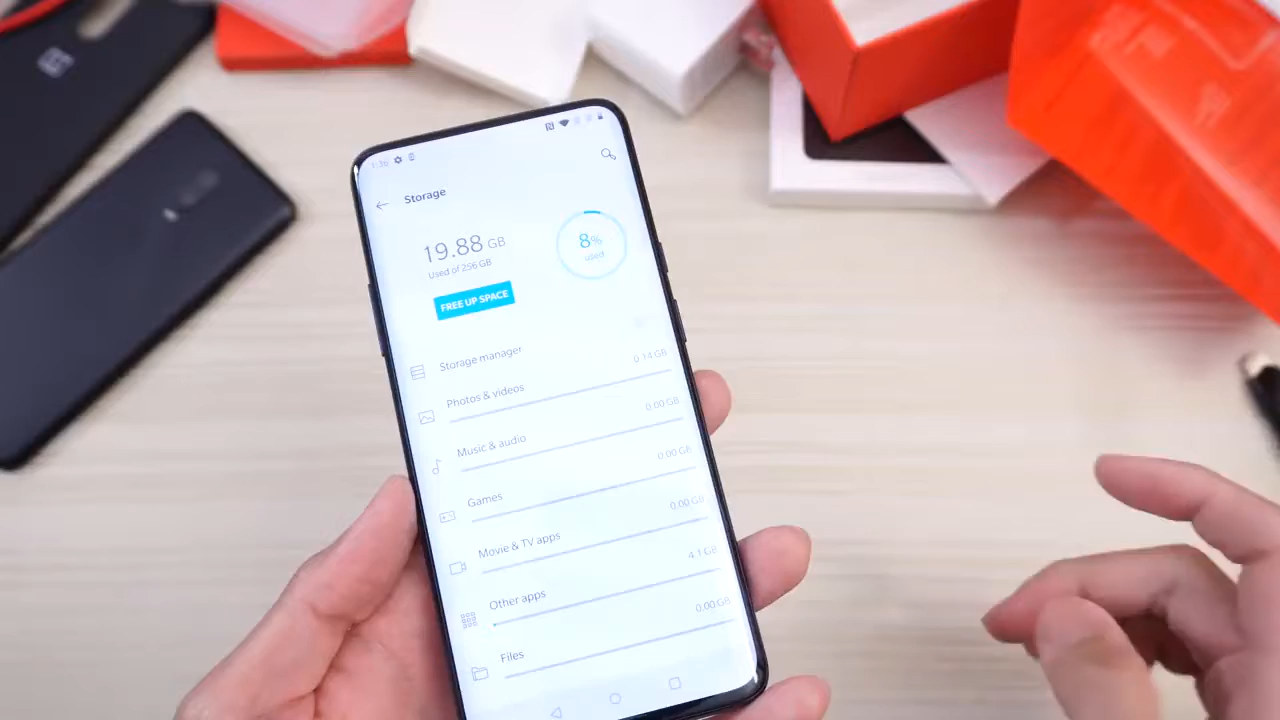 1:36
Storage
19.88 GB
Used of 256 GB
8%
used
FREE UP SPACE
Storage manager
Photos & videos 0.14 GB
Music & audio 0.00 GB
Games 0.00 GB
Movie & TV apps 0.00 GB
Other apps 4.1 GB
Files 0.00 GB